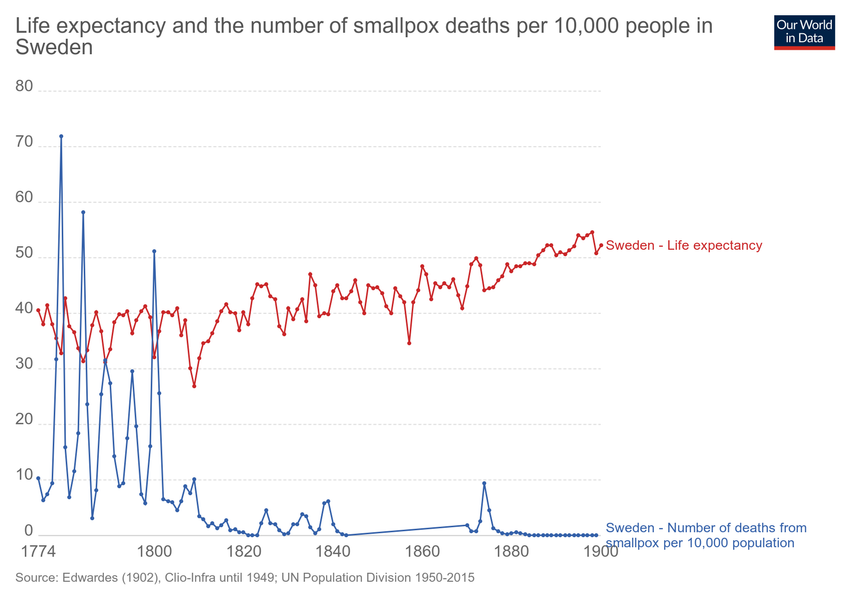 Life expectancy and the number of smallpox deaths per 10,000 people in
Sweden
Our World
in Data
80
70
60
50
40
30
20
10
0
Sweden - Life expectancy
Sweden - Number of deaths from
smallpox per 10,000 population
1774
1800
1820
1840
1860
1880
1900
Source: Edwardes (1902), Clio-Infra until 1949; UN Population Division 1950-2015